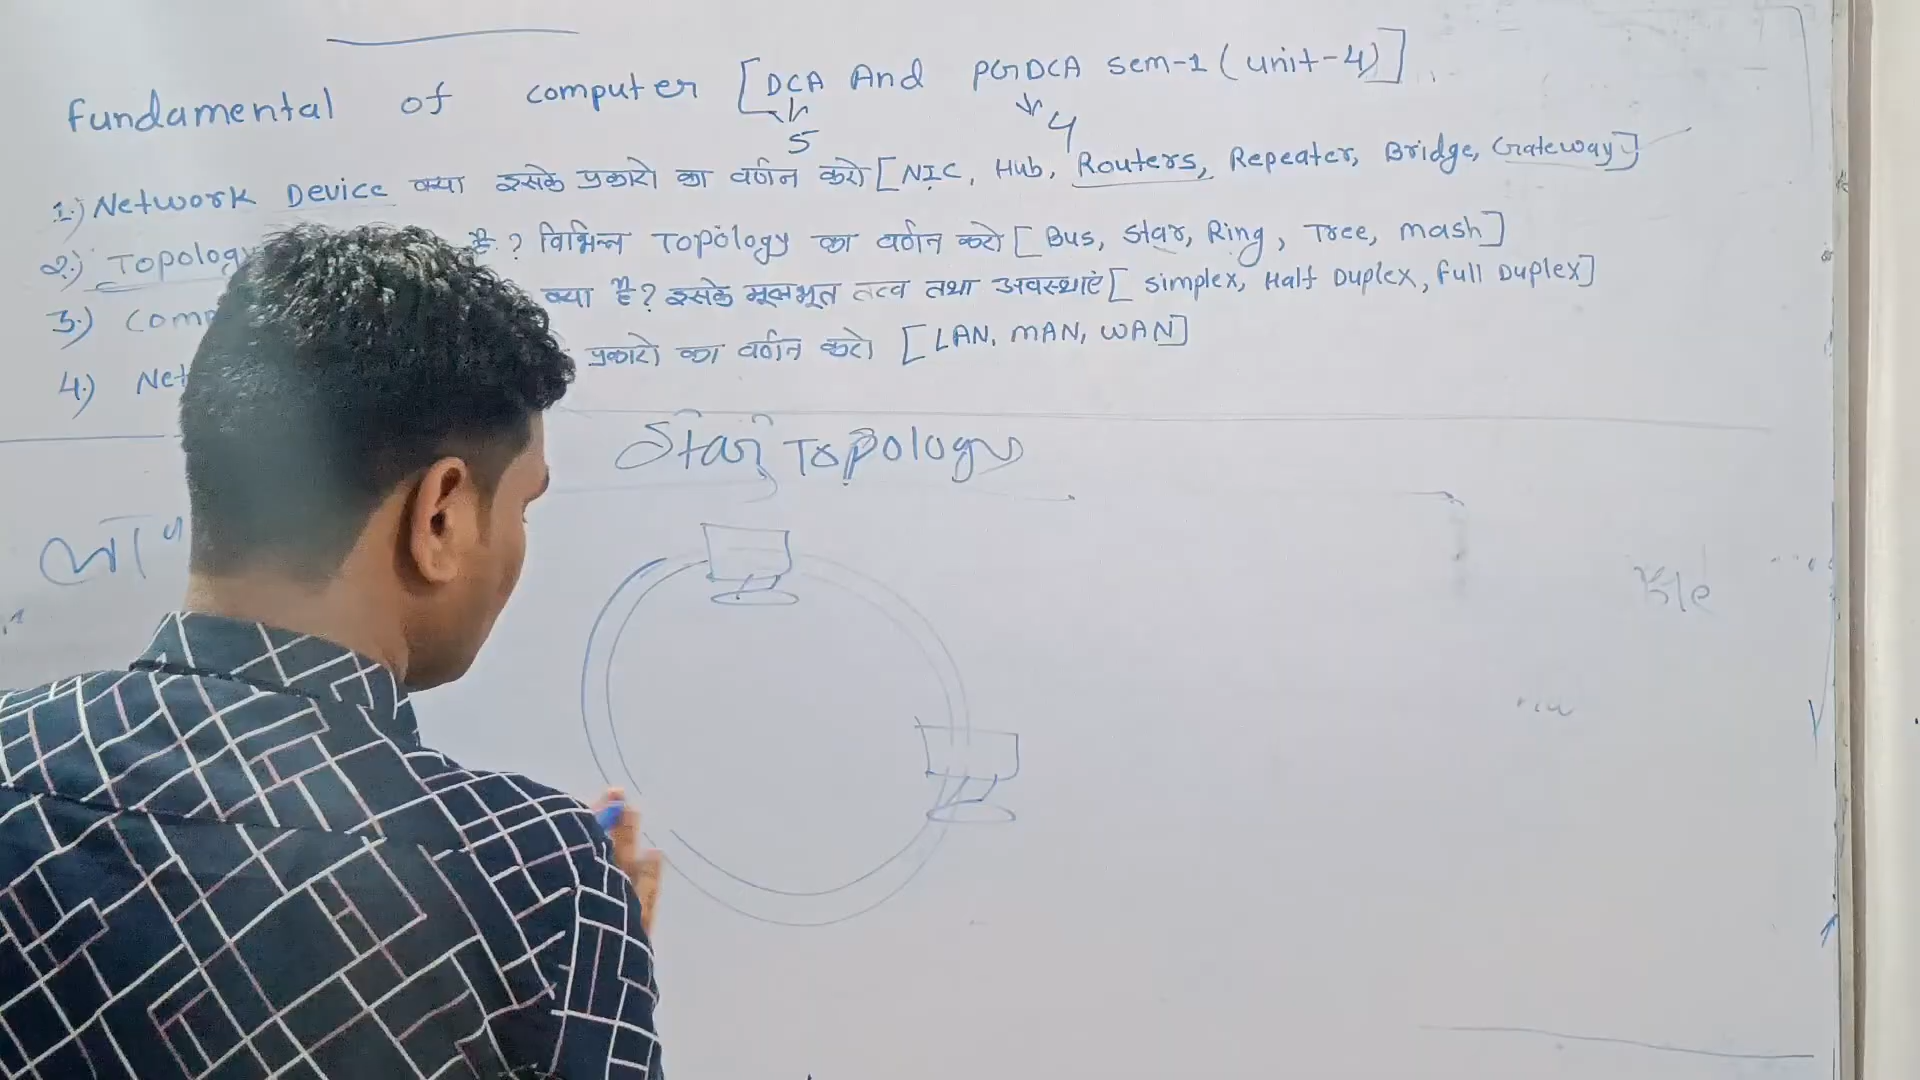 Fundamental of computer [DCA And PGDCA sem-1 (unit-4)]
5 4
1.) Network Device क्या इसके प्रकारो का वर्णन करो [NIC, Hub, Routers, Repeater, Bridge, Gateway]
2.) Topology है ? विभिन्न Topology का वर्णन करो [Bus, Star, Ring, Tree, mash]
3.) Comp क्या है? इसके मूलभूत तत्व तथा अवस्थाएं [simplex, Half Duplex, Full Duplex]
4.) Net प्रकारो का वर्णन करो [LAN, MAN, WAN]
Star Topology